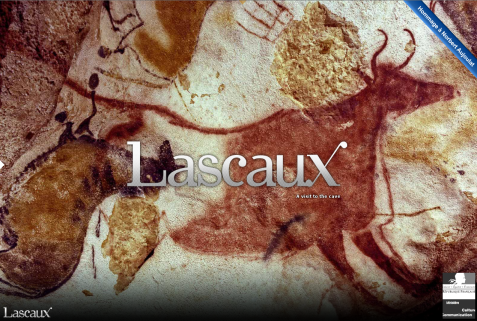 Hommage à Norbert Aujoulat
Lascaux
A visit to the cave
Lascaux
Culture
communication